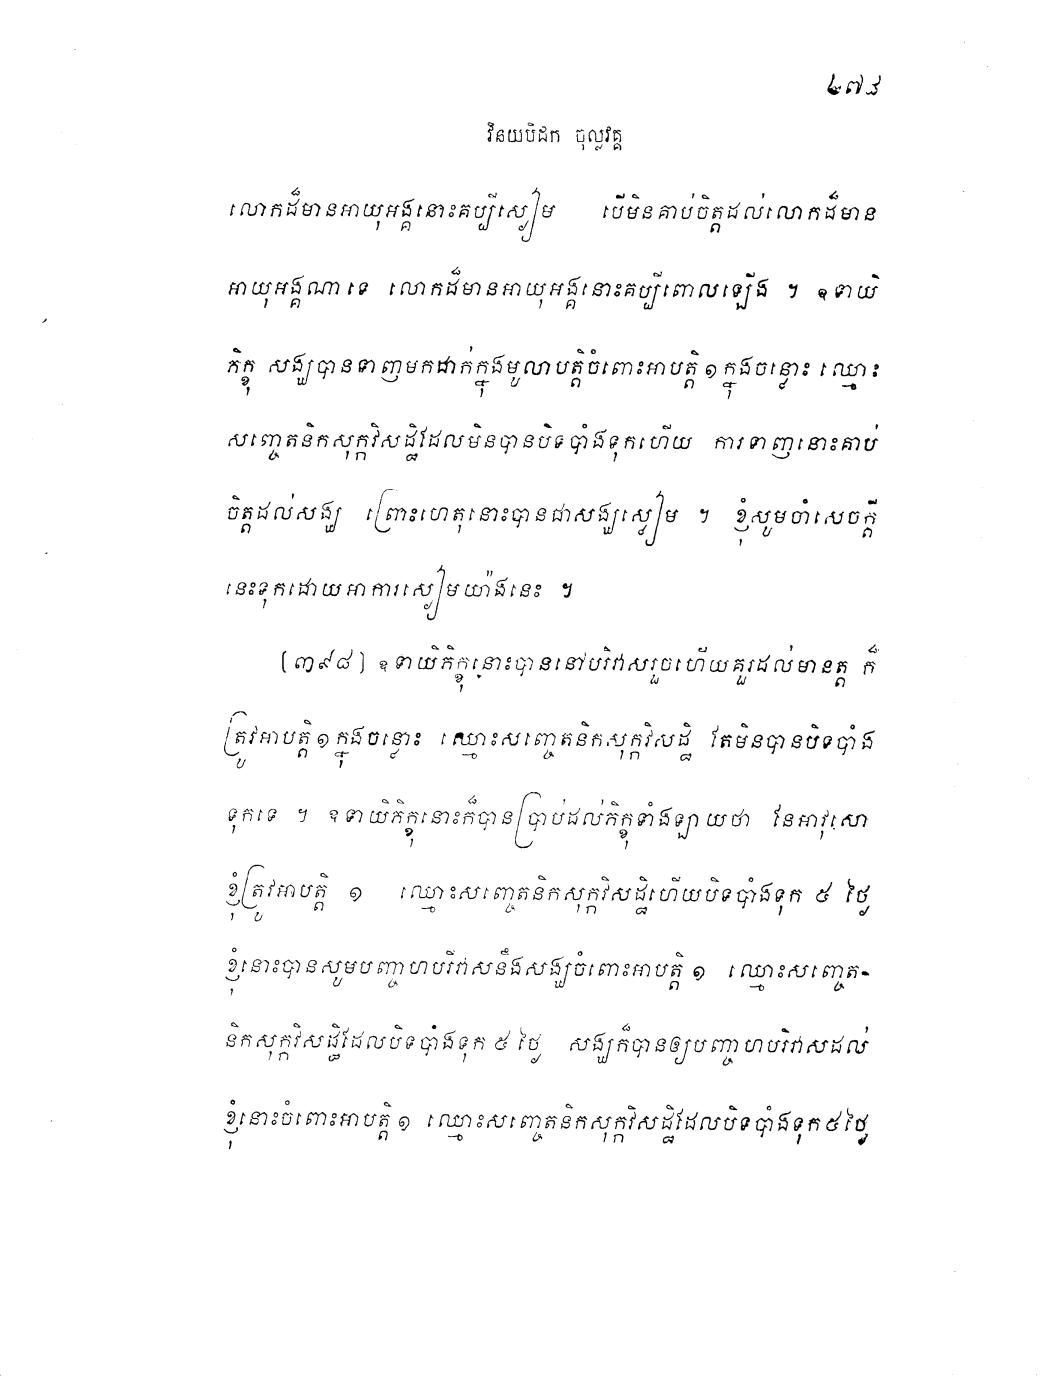 វិនយបិដក ចុល្លវគ្គ
លោកដ៏មានអាយុអង្គនោះគប្បីស្ងៀម បើមិនគាប់ចិត្តដល់លោកដ៏មាន
អាយុអង្គណាទេ លោកដ៏មានអាយុអង្គនោះគប្បីពោលឡើង ។ ឧទាយិ
ភិក្ខុ សង្ឃបានទាញមកដាក់ក្នុងមូលាបត្តិចំពោះអាបត្តិ ១ ក្នុងចន្លោះ ឈ្មោះ
សញ្ចេតនិកសុក្កវិសដ្ឋិដែលមិនបានបិទបាំងទុកហើយ ការទាញនោះគាប់
ចិត្តដល់សង្ឃ ព្រោះហេតុនោះបានជាសង្ឃស្ងៀម ។ ខ្ញុំសូមចាំសេចក្តី
នេះទុកដោយអាការស្ងៀមយ៉ាងនេះ ។
[៣៩៨] ឧទាយិភិក្ខុនោះបាននៅបរិវាសរួចហើយគួរដល់មានត្ត ក៏
ត្រូវអាបត្តិ ១ ក្នុងចន្លោះ ឈ្មោះសញ្ចេតនិកសុក្កវិសដ្ឋិ តែមិនបានបិទបាំង
ទុកទេ ។ ឧទាយិភិក្ខុនោះក៏បានប្រាប់ដល់ភិក្ខុទាំងឡាយថា នែអាវុសោ
ខ្ញុំត្រូវអាបត្តិ ១ ឈ្មោះសញ្ចេតនិកសុក្កវិសដ្ឋិហើយបិទបាំងទុក ៥ ថ្ងៃ
ខ្ញុំនោះបានសូមបញ្ចាហបរិវាសនឹងសង្ឃចំពោះអាបត្តិ ១ ឈ្មោះសញ្ចេត-
និកសុក្កវិសដ្ឋិដែលបិទបាំងទុក ៥ ថ្ងៃ សង្ឃក៏បានឲ្យបញ្ចាហបរិវាសដល់
ខ្ញុំនោះចំពោះអាបត្តិ ១ ឈ្មោះសញ្ចេតនិកសុក្កវិសដ្ឋិដែលបិទបាំងទុក ៥ ថ្ងៃ